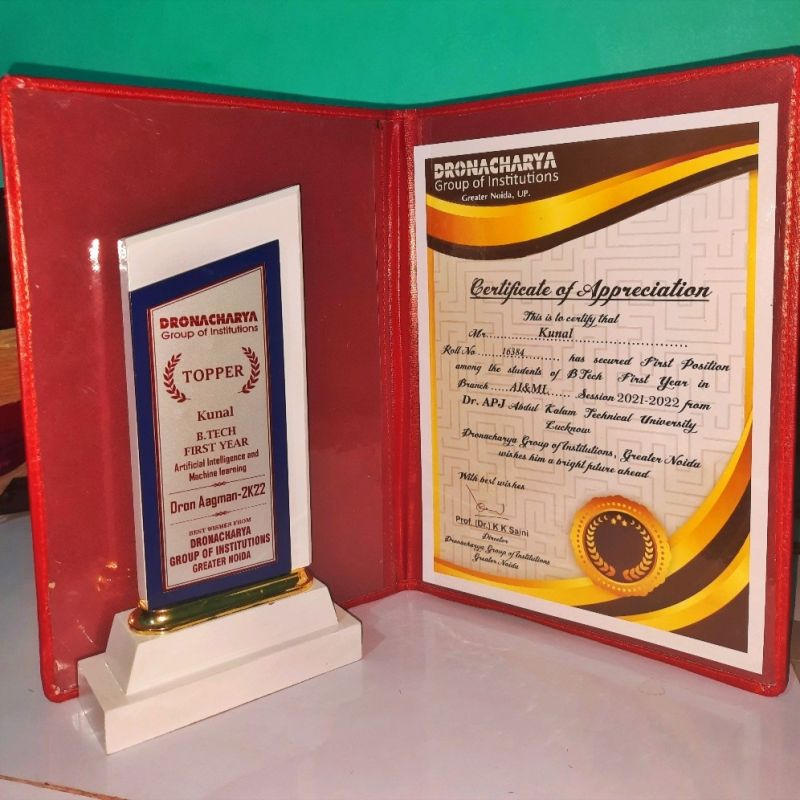 DRONACHARYA
Group of Institutions
TOPPER
Kunal
B.TECH
FIRST YEAR
Artificial Intelligence and
Machine learning
Dron Aagman-2K22
BEST WISHES FROM
DRONACHARYA
GROUP OF INSTITUTIONS
GREATER NOIDA
DRONACHARYA
Group of Institutions
Greater Noida, UP.
Certificate of Appreciation
This is to certify that
Mr. Kunal
Roll No. 16384 has secured First Position
among the students of B.Tech First Year in
Branch AI&ML Session 2021-2022 from
Dr. APJ Abdul Kalam Technical University
Lucknow
Dronacharya Group of Institutions, Greater Noida
wishes him a bright future ahead
With best wishes
Prof. (Dr.) K K Saini
Director
Dronacharya Group of Institutions
Greater Noida